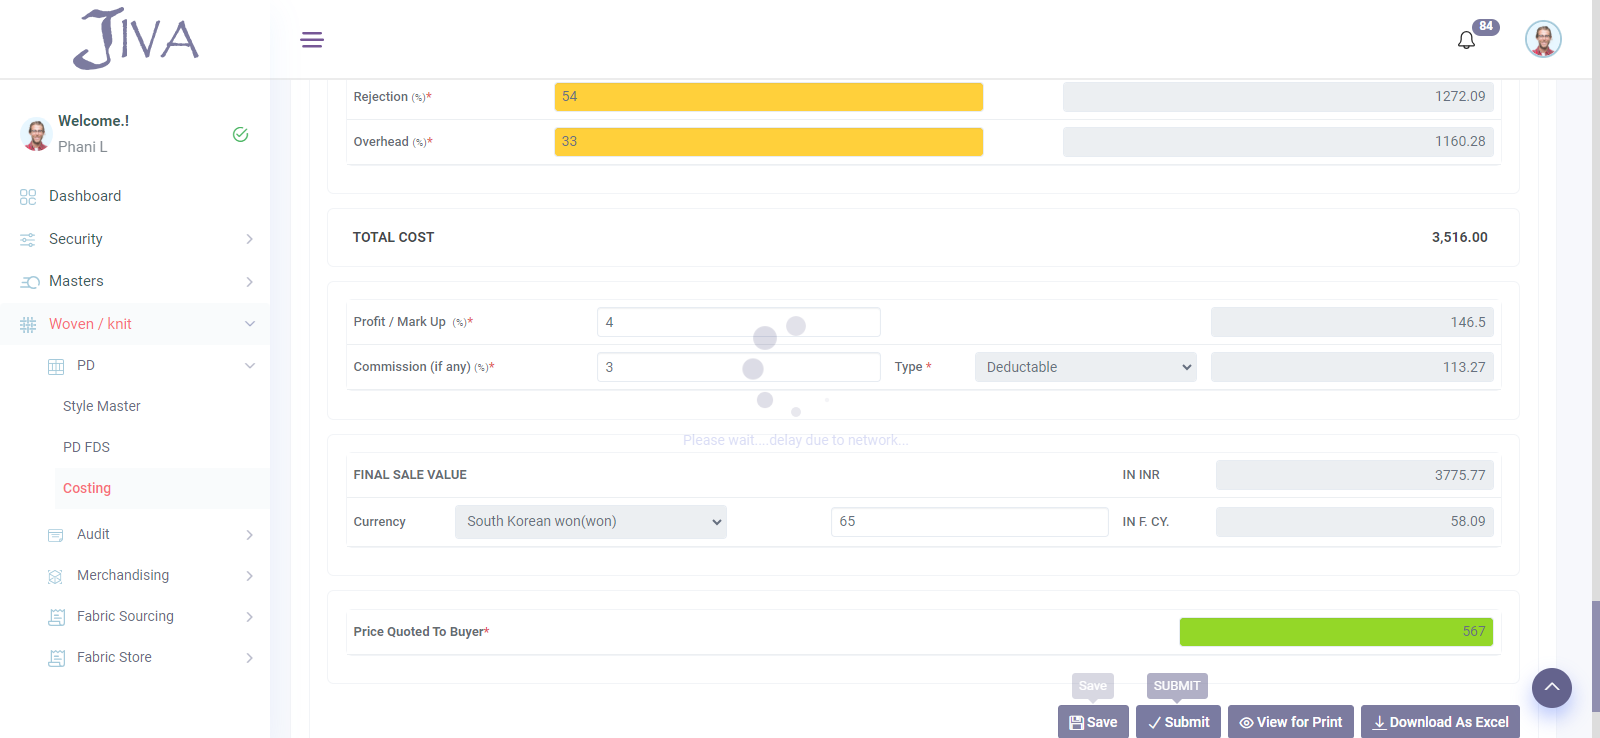 JIVA
84
Welcome.!
Phani L
Dashboard
Security
Masters
Woven / knit
PD
Style Master
PD FDS
Costing
Audit
Merchandising
Fabric Sourcing
Fabric Store
Rejection (%)* 54 1272.09
Overhead (%)* 33 1160.28
TOTAL COST 3,516.00
Profit / Mark Up (%)* 4 146.5
Commission (if any) (%)* 3 Type * Deductable 113.27
Please wait....delay due to network...
FINAL SALE VALUE IN INR 3775.77
Currency South Korean won(won) 65 IN F. CY. 58.09
Price Quoted To Buyer* 567
Save SUBMIT
Save Submit View for Print Download As Excel